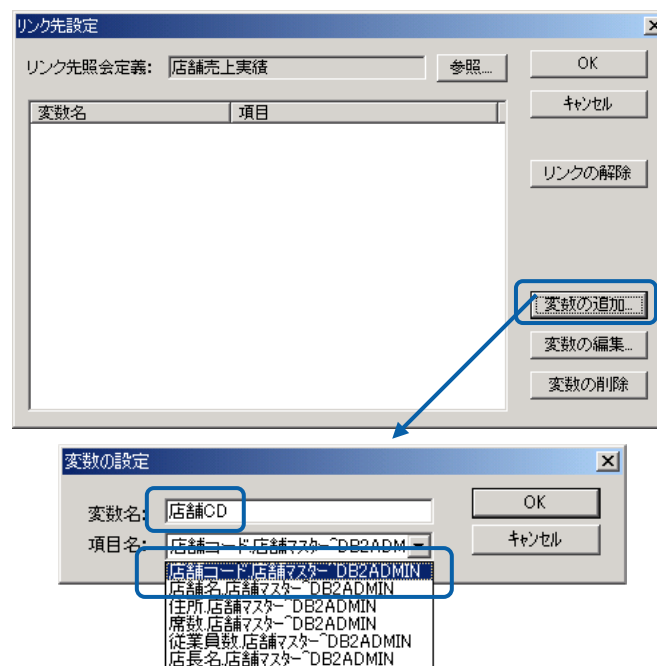 リンク先設定
リンク先照会定義: 店舗売上実績 参照... OK
変数名 項目 キャンセル
リンクの解除
変数の追加...
変数の編集...
変数の削除
変数の設定
変数名: 店舗CD OK
項目名: 店舗コード.店舗マスター^DB2ADM キャンセル
店舗コード.店舗マスター^DB2ADMIN
店舗名.店舗マスター^DB2ADMIN
住所.店舗マスター^DB2ADMIN
席数.店舗マスター^DB2ADMIN
従業員数.店舗マスター^DB2ADMIN
店長名.店舗マスター^DB2ADMIN